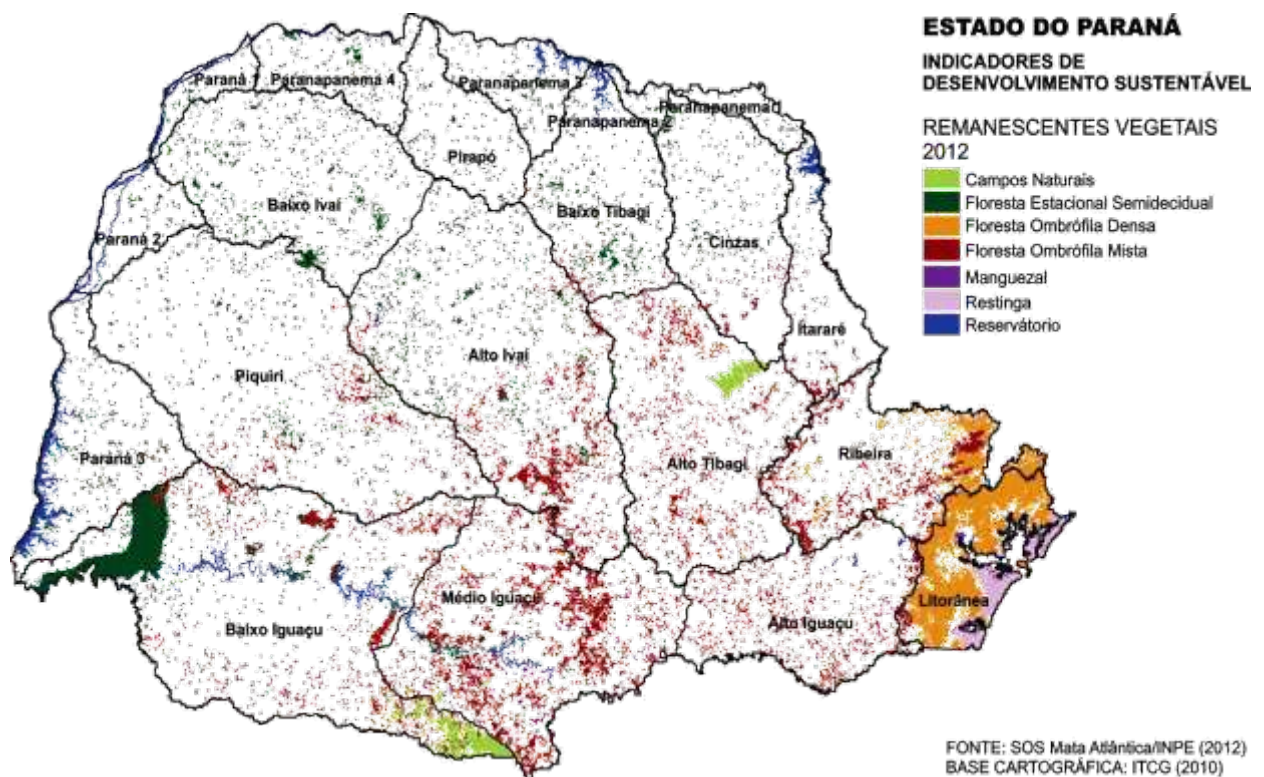 ESTADO DO PARANÁ
INDICADORES DE
DESENVOLVIMENTO SUSTENTÁVEL
REMANESCENTES VEGETAIS
2012
Campos Naturais
Floresta Estacional Semidecidual
Floresta Ombrófila Densa
Floresta Ombrófila Mista
Manguezal
Restinga
Reservátorio
Paraná 1
Paranapanema 4
Paranapanema 3
Paranapanema 2
Paranapanema1
Pirapó
Baixo Ivaí
Baixo Tibagi
Cinzas
Paraná 2
Itararé
Alto Ivaí
Piquiri
Paraná 3
Alto Tibagi
Ribeira
Médio Iguaçu
Litorânea
Baixo Iguaçu
Alto Iguaçu
FONTE: SOS Mata Atlântica/INPE (2012)
BASE CARTOGRÁFICA: ITCG (2010)